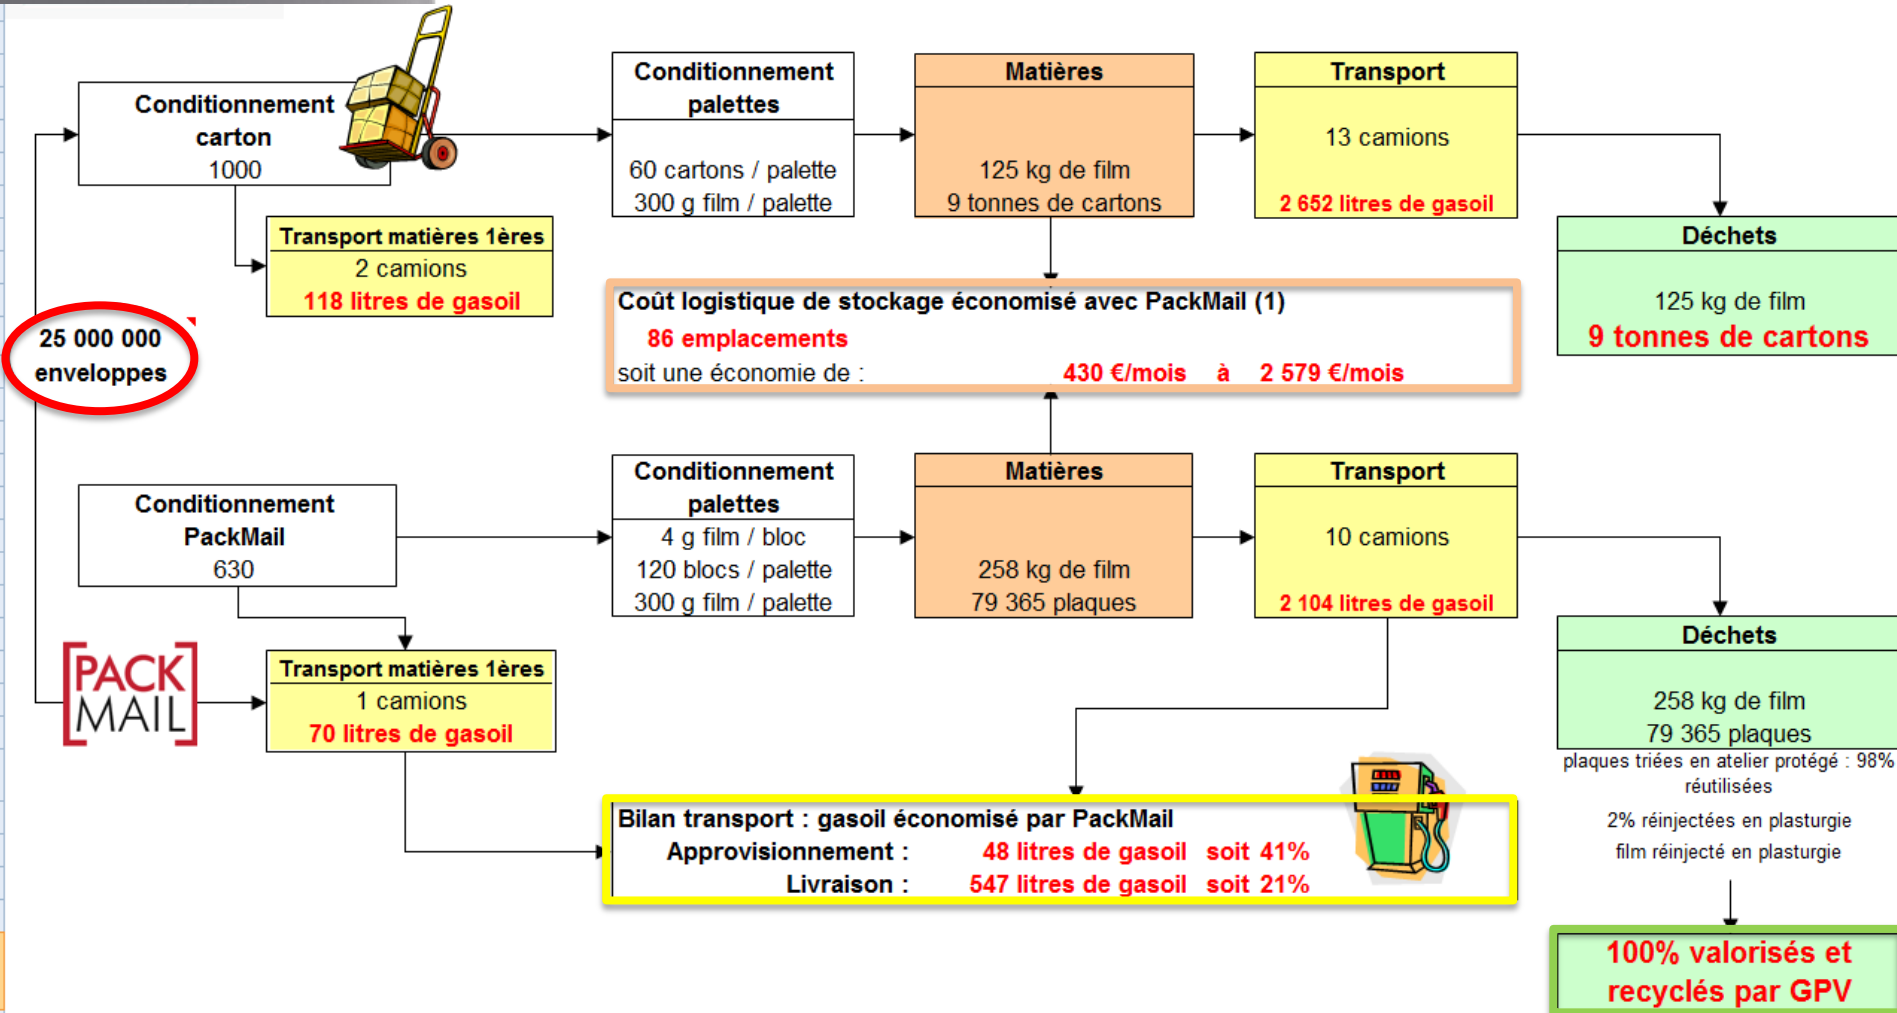 Conditionnement
carton
1000
Conditionnement
palettes
60 cartons / palette
300 g film / palette
Matières
125 kg de film
9 tonnes de cartons
Transport
13 camions
2 652 litres de gasoil
Transport matières 1ères
2 camions
118 litres de gasoil
Déchets
125 kg de film
9 tonnes de cartons
25 000 000
enveloppes
Coût logistique de stockage économisé avec PackMail (1)
86 emplacements
soit une économie de : 430 €/mois à 2 579 €/mois
Conditionnement
PackMail
630
Conditionnement
palettes
4 g film / bloc
120 blocs / palette
300 g film / palette
Matières
258 kg de film
79 365 plaques
Transport
10 camions
2 104 litres de gasoil
PACK
MAIL
Transport matières 1ères
1 camions
70 litres de gasoil
Déchets
258 kg de film
79 365 plaques
plaques triées en atelier protégé : 98%
réutilisées
2% réinjectées en plasturgie
film réinjecté en plasturgie
Bilan transport : gasoil économisé par PackMail
Approvisionnement : 48 litres de gasoil soit 41%
Livraison : 547 litres de gasoil soit 21%
100% valorisés et
recyclés par GPV